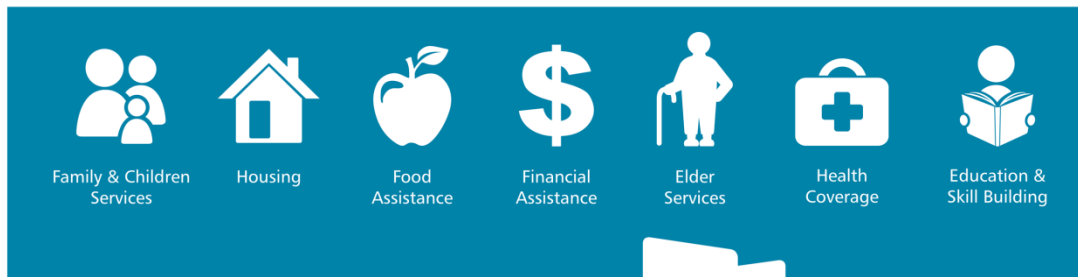 Family & Children
Services
Housing
Food
Assistance
$
Financial
Assistance
Elder
Services
Health
Coverage
Education &
Skill Building